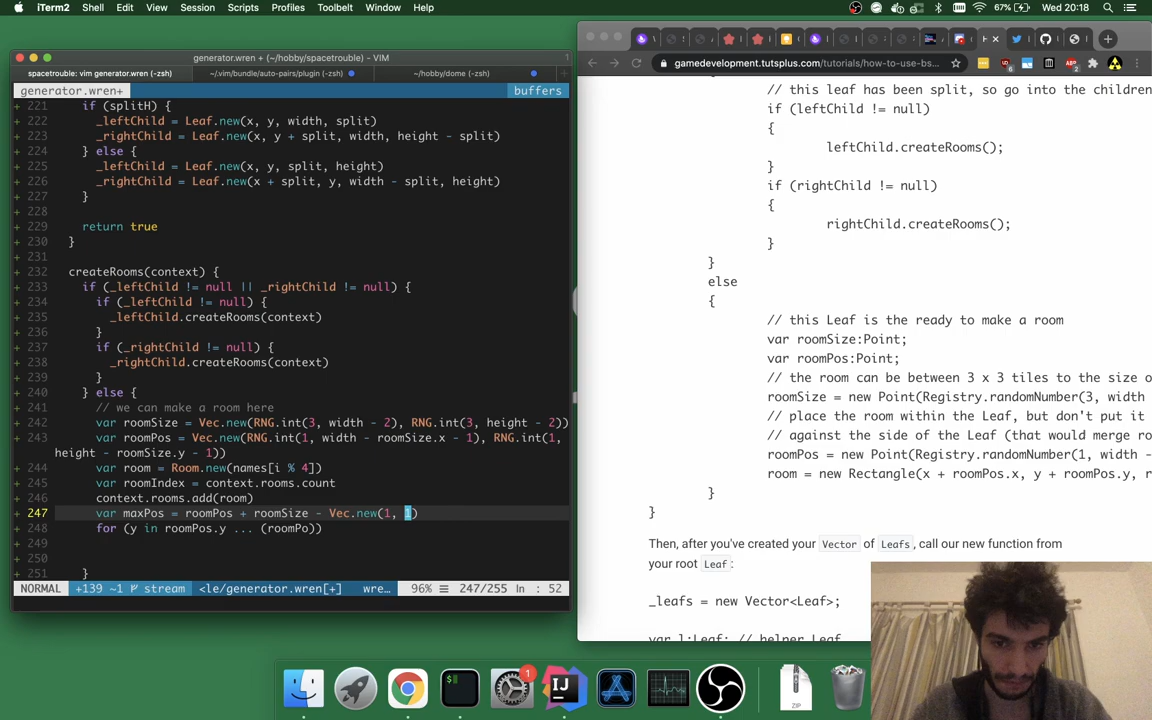 iTerm2 Shell Edit View Session Scripts Profiles Toolbelt Window Help
67% Wed 20:18
generator.wren + (~/hobby/spacetrouble) - VIM
spacetrouble: vim generator.wren (-zsh)
~/.vim/bundle/auto-pairs/plugin (-zsh)
~/hobby/dome (-zsh)
generator.wren+ buffers
+ 221 if (splitH) {
+ 222 _leftChild = Leaf.new(x, y, width, split)
+ 223 _rightChild = Leaf.new(x, y + split, width, height - split)
+ 224 } else {
+ 225 _leftChild = Leaf.new(x, y, split, height)
+ 226 _rightChild = Leaf.new(x + split, y, width - split, height)
+ 227 }
+ 228
+ 229 return true
+ 230 }
+ 231
+ 232 createRooms(context) {
+ 233 if (_leftChild != null || _rightChild != null) {
+ 234 if (_leftChild != null) {
+ 235 _leftChild.createRooms(context)
+ 236 }
+ 237 if (_rightChild != null) {
+ 238 _rightChild.createRooms(context)
+ 239 }
+ 240 } else {
+ 241 // we can make a room here
+ 242 var roomSize = Vec.new(RNG.int(3, width - 2), RNG.int(3, height - 2))
+ 243 var roomPos = Vec.new(RNG.int(1, width - roomSize.x - 1), RNG.int(1,
height - roomSize.y - 1))
+ 244 var room = Room.new(names[i % 4])
+ 245 var roomIndex = context.rooms.count
+ 246 context.rooms.add(room)
+ 247 var maxPos = roomPos + roomSize - Vec.new(1, 1)
+ 248 for (y in roomPos.y ... (roomPo))
+ 249
+ 250
+ 251 }
NORMAL +139 ~1 stream <le/generator.wren[+] wre… 96% 247/255 ln : 52
gamedevelopment.tutsplus.com/tutorials/how-to-use-bs...
// this leaf has been split, so go into the children
if (leftChild != null)
{
leftChild.createRooms();
}
if (rightChild != null)
{
rightChild.createRooms();
}
}
else
{
// this Leaf is the ready to make a room
var roomSize:Point;
var roomPos:Point;
// the room can be between 3 x 3 tiles to the size o
roomSize = new Point(Registry.randomNumber(3, width
// place the room within the Leaf, but don't put it
// against the side of the Leaf (that would merge ro
roomPos = new Point(Registry.randomNumber(1, width -
room = new Rectangle(x + roomPos.x, y + roomPos.y, r
}
}
Then, after you've created your Vector of Leafs, call our new function from
your root Leaf:
_leafs = new Vector<Leaf>;
var l:Leaf; // helper Leaf
1
IJ
ZIP